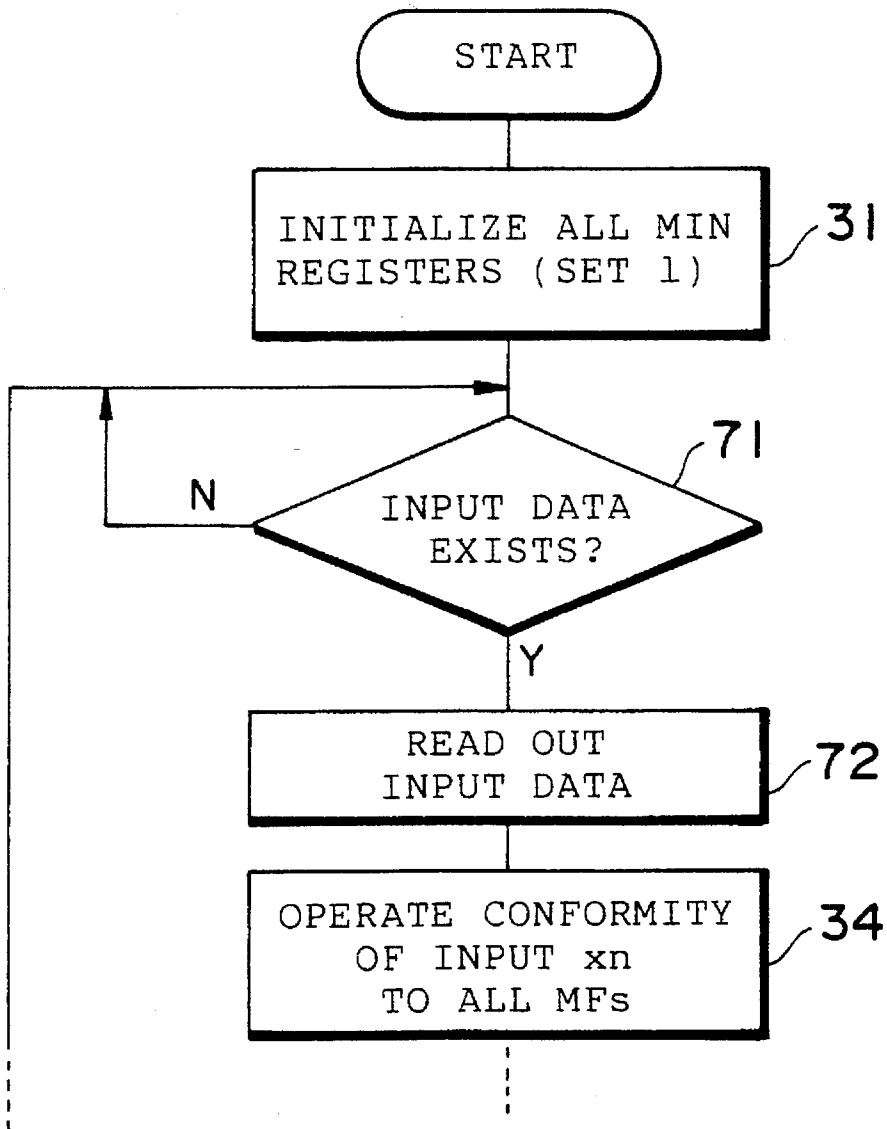 START
INITIALIZE ALL MIN
REGISTERS (SET 1)
31
71
N
INPUT DATA
EXISTS?
Y
READ OUT
INPUT DATA
72
OPERATE CONFORMITY
OF INPUT xn
TO ALL MFs
34